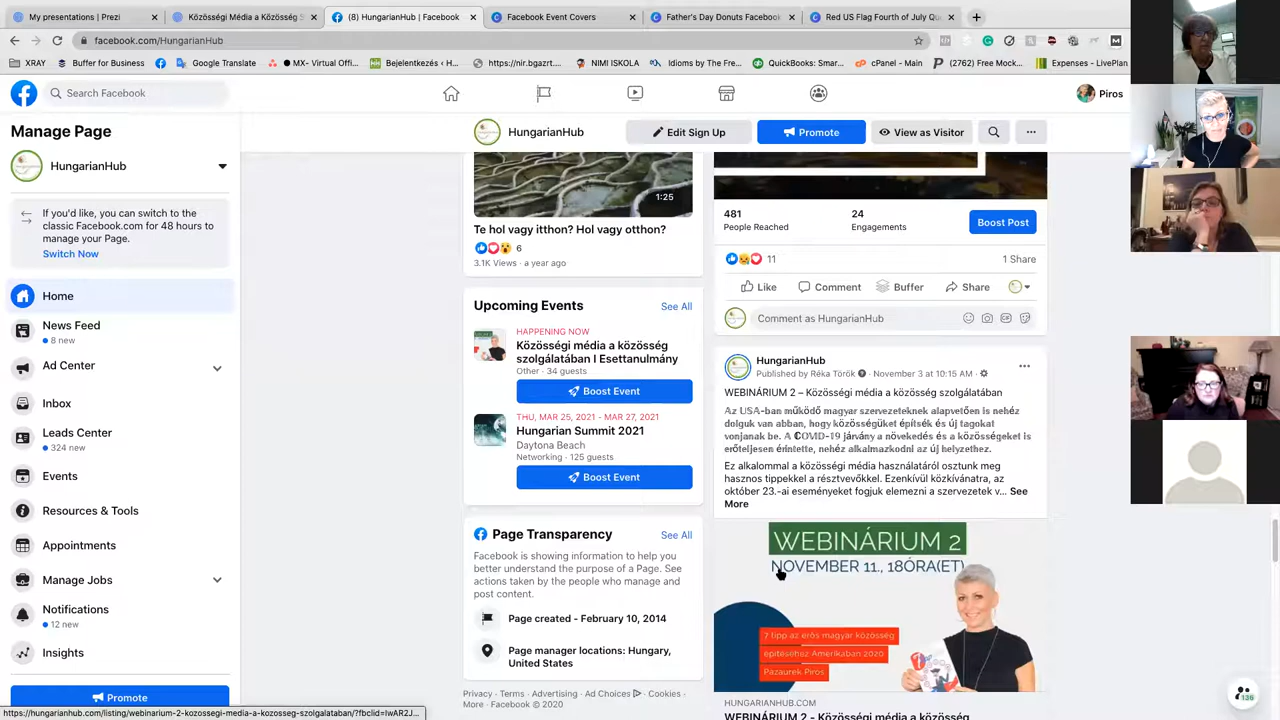 My presentations | Prezi
Közösségi Média a Közösség S
(8) HungarianHub | Facebook
Facebook Event Covers
Father's Day Donuts Facebook
Red US Flag Fourth of July Qu
facebook.com/HungarianHub
XRAY
Buffer for Business
Google Translate
MX- Virtual Offi...
Bejelentkezés ‹ H...
https://nir.bgazrt....
NIMI ISKOLA
Idioms by The Fre...
QuickBooks: Smar...
cPanel - Main
(2762) Free Mock...
Expenses - LivePlan
Search Facebook
Piros
Manage Page
HungarianHub
If you'd like, you can switch to the
classic Facebook.com for 48 hours to
manage your Page.
Switch Now
Home
News Feed
8 new
Ad Center
Inbox
Leads Center
324 new
Events
Resources & Tools
Appointments
Manage Jobs
Notifications
12 new
Insights
Promote
https://hungarianhub.com/listing/webinarium-2-kozossegi-media-a-kozosseg-szolgalataban/?fbclid=IwAR2J...
HungarianHub
Edit Sign Up
Promote
View as Visitor
1:25
Te hol vagy itthon? Hol vagy otthon?
6
3.1K Views · a year ago
Upcoming Events
See All
HAPPENING NOW
Közösségi média a közösség
szolgálatában I Esettanulmány
Other · 34 guests
Boost Event
THU, MAR 25, 2021 - MAR 27, 2021
Hungarian Summit 2021
Daytona Beach
Networking · 125 guests
Boost Event
Page Transparency
See All
Facebook is showing information to help you
better understand the purpose of a Page. See
actions taken by the people who manage and
post content.
Page created - February 10, 2014
Page manager locations: Hungary,
United States
Privacy · Terms · Advertising · Ad Choices · Cookies ·
More · Facebook © 2020
481
People Reached
24
Engagements
Boost Post
11
1 Share
Like
Comment
Buffer
Share
Comment as HungarianHub
HungarianHub
Published by Réka Török · November 3 at 10:15 AM ·
WEBINÁRIUM 2 – Közösségi média a közösség szolgálatában
Az USA-ban működő magyar szervezeteknek alapvetően is nehéz
dolguk van abban, hogy közösségüket építsék és új tagokat
vonjanak be. A COVID-19 járvány a növekedés és a közösségeket is
erőteljesen érintette, nehéz alkalmazkodni az új helyzethez.
Ez alkalommal a közösségi média használatáról osztunk meg
hasznos tippekkel a résztvevőkkel. Ezenkívül közkívánatra, az
október 23.-ai eseményeket fogjuk elemezni a szervezetek v... See
More
WEBINÁRIUM 2
NOVEMBER 11., 18ÓRA(ET)
7 tipp az erős magyar közösség
építéséhez Amerikában 2020
Pazaurek Piros
HUNGARIANHUB.COM
WEBINÁRIUM 2 – Közösségi média a közösség
136